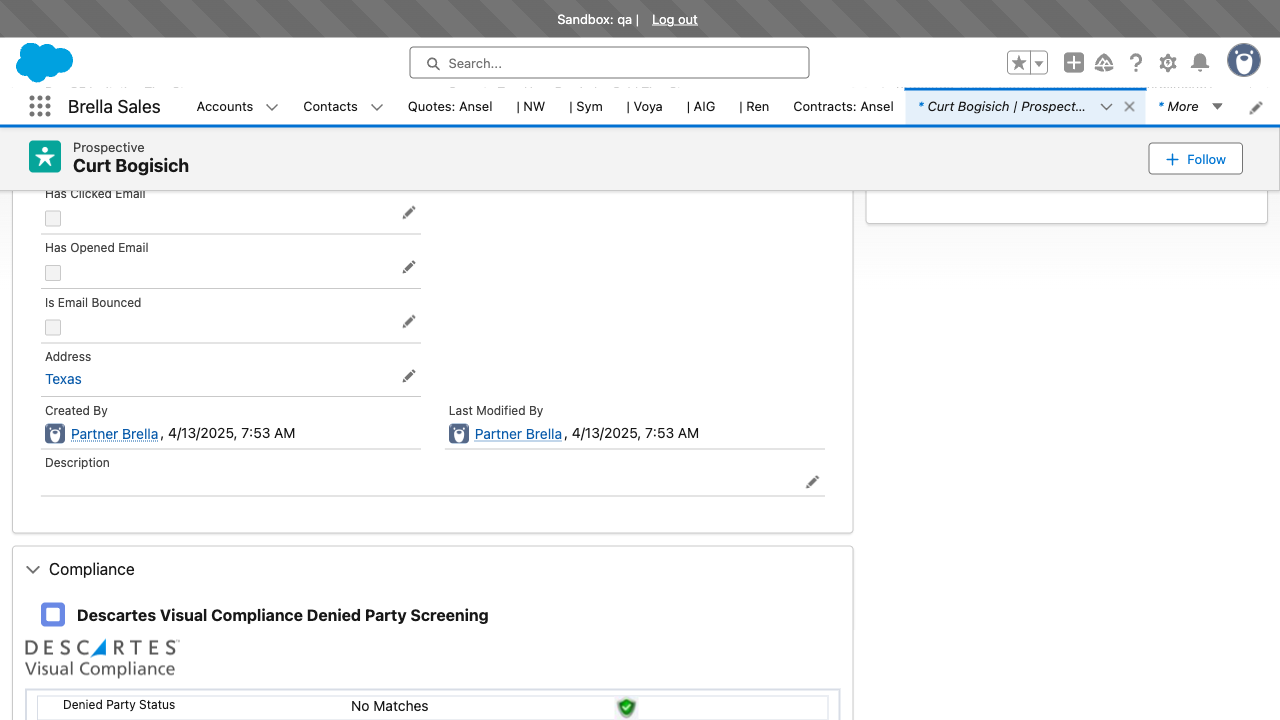 Sandbox: qa | Log out
Search...
Brella Sales
Accounts
Contacts
Quotes: Ansel
| NW
| Sym
| Voya
| AIG
| Ren
Contracts: Ansel
* Curt Bogisich | Prospect...
* More
Prospective
Curt Bogisich
Follow
Has Clicked Email
Has Opened Email
Is Email Bounced
Address
Texas
Created By
Partner Brella, 4/13/2025, 7:53 AM
Last Modified By
Partner Brella, 4/13/2025, 7:53 AM
Description
Compliance
Descartes Visual Compliance Denied Party Screening
DESCARTES™
Visual Compliance
Denied Party Status
No Matches